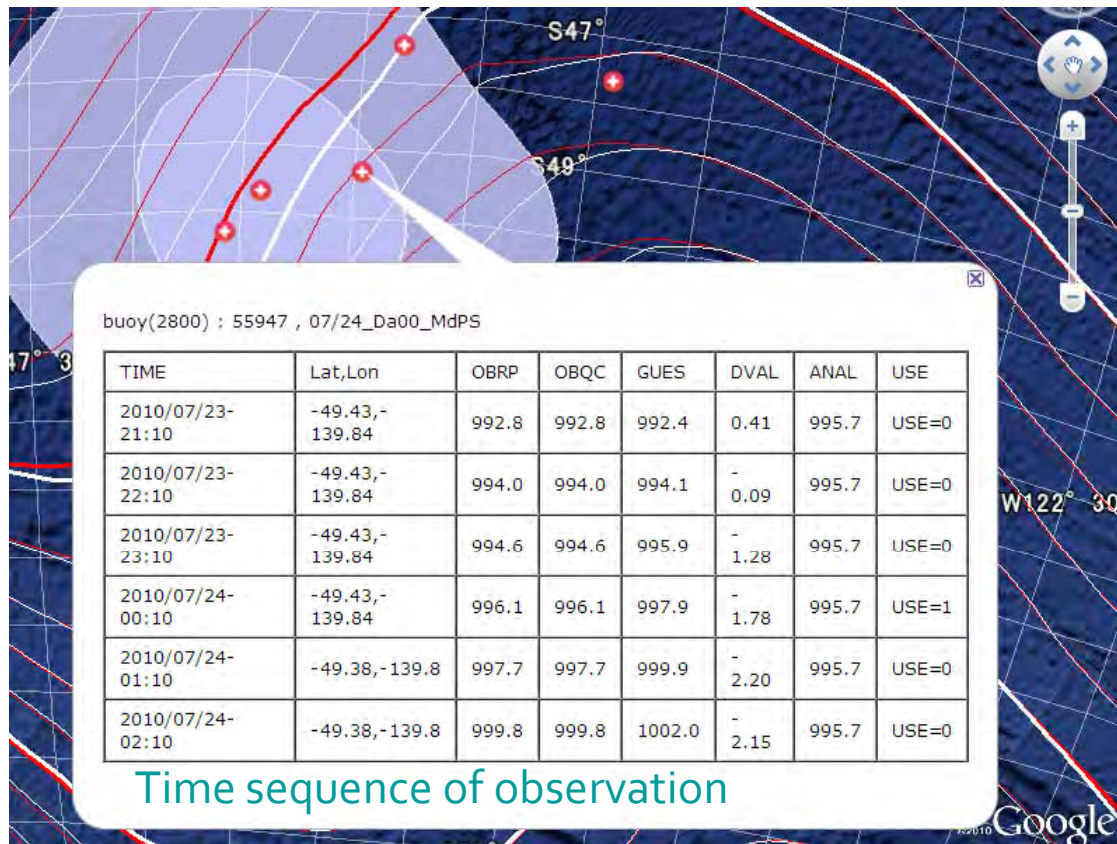 S47°
S49°
buoy(2800) : 55947 , 07/24_Da00_MdPS
47° 3
TIME Lat,Lon OBRP OBQC GUES DVAL ANAL USE
2010/07/23-
21:10 -49.43,-
139.84 992.8 992.8 992.4 0.41 995.7 USE=0
2010/07/23-
22:10 -49.43,-
139.84 994.0 994.0 994.1 -
0.09 995.7 USE=0
2010/07/23-
23:10 -49.43,-
139.84 994.6 994.6 995.9 -
1.28 995.7 USE=0
2010/07/24-
00:10 -49.43,-
139.84 996.1 996.1 997.9 -
1.78 995.7 USE=1
2010/07/24-
01:10 -49.38,-139.8 997.7 997.7 999.9 -
2.20 995.7 USE=0
2010/07/24-
02:10 -49.38,-139.8 999.8 999.8 1002.0 -
2.15 995.7 USE=0
W122° 30
Time sequence of observation
©2010 Google